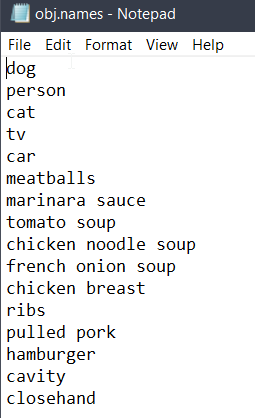 obj.names - Notepad
File Edit Format View Help
dog
person
cat
tv
car
meatballs
marinara sauce
tomato soup
chicken noodle soup
french onion soup
chicken breast
ribs
pulled pork
hamburger
cavity
closehand